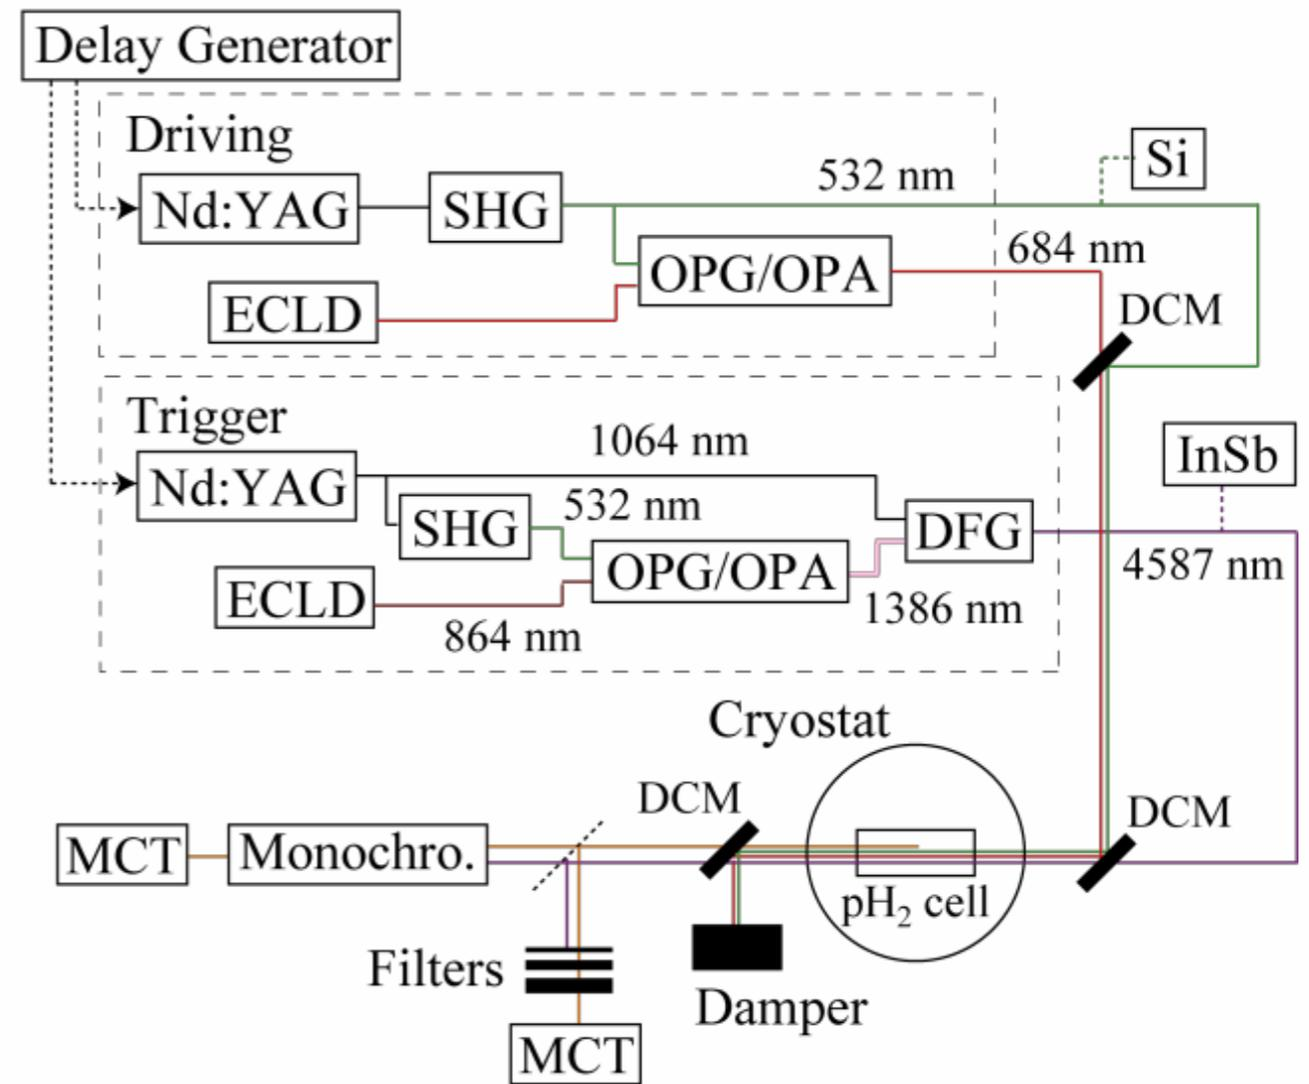 Delay Generator
Driving
532 nm
Si
Nd:YAG
SHG
684 nm
OPG/OPA
ECLD
DCM
Trigger
1064 nm
InSb
Nd:YAG
SHG
532 nm
DFG
OPG/OPA
4587 nm
ECLD
1386 nm
864 nm
Cryostat
DCM
DCM
MCT
Monochro.
pH₂ cell
Filters
Damper
MCT